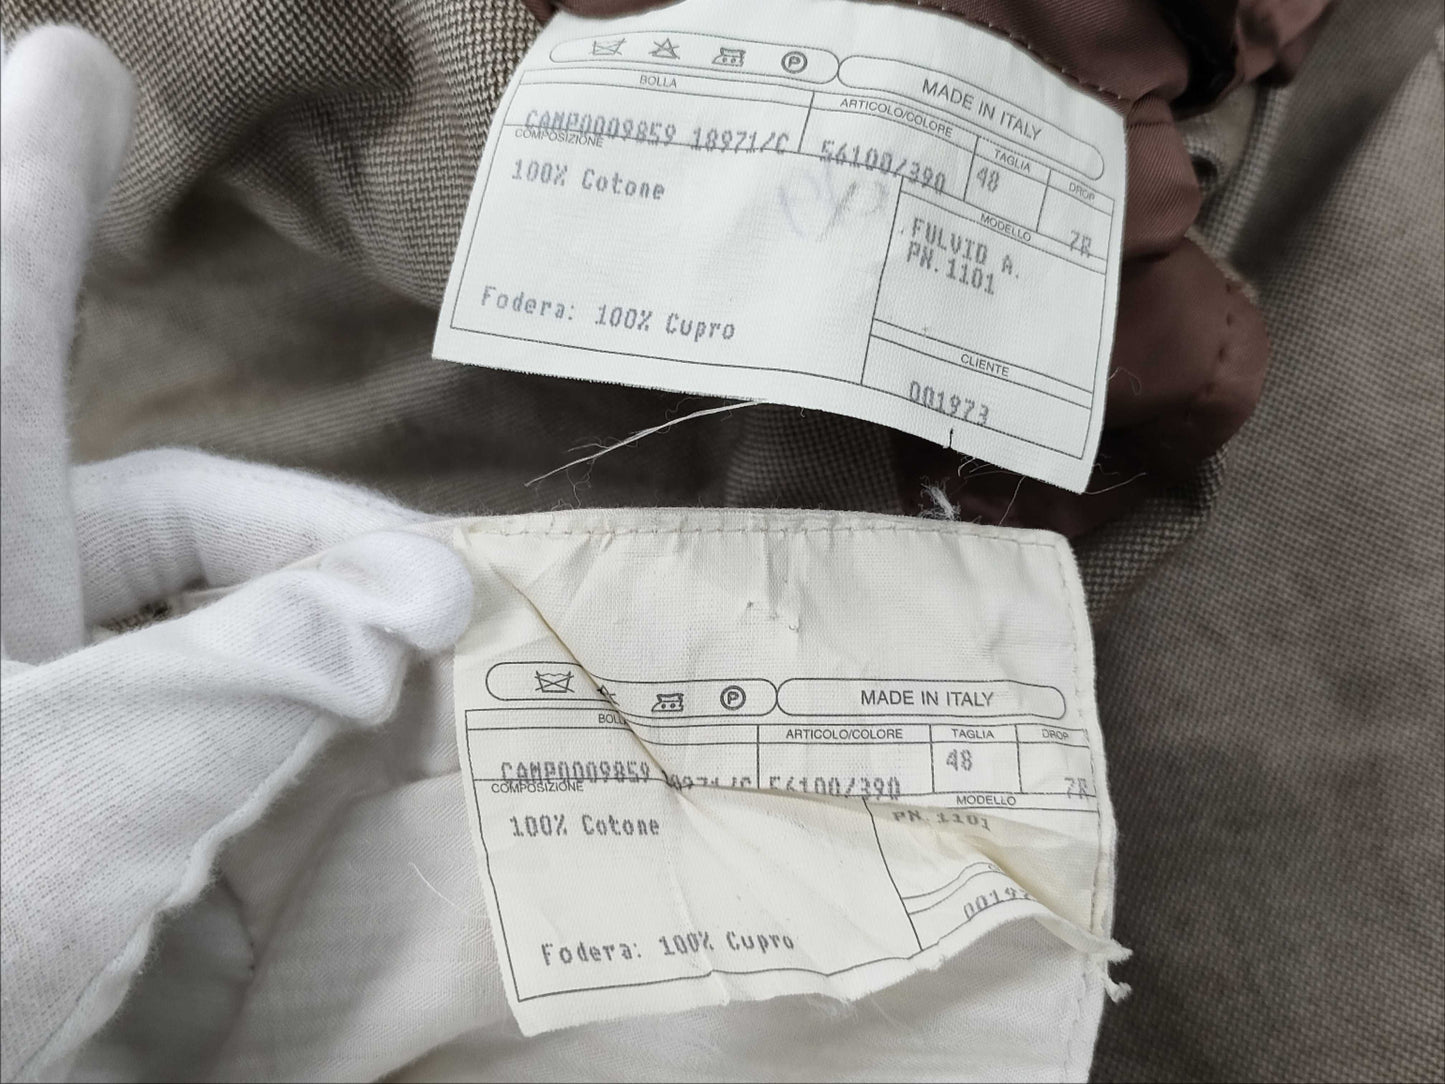 MADE IN ITALY
BOLLA
ARTICOLO/COLORE
TAGLIA
DROP
CAMP0009859 18971/C
56100/390
48
7R
COMPOSIZIONE
MODELLO
100% Cotone
FULVIO A.
PN.1101
Fodera: 100% Cupro
CLIENTE
001973
MADE IN ITALY
ARTICOLO/COLORE
TAGLIA
DROP
CAMP0009859
56100/390
48
7R
COMPOSIZIONE
MODELLO
100% Cotone
PN.1101
Fodera: 100% Cupro